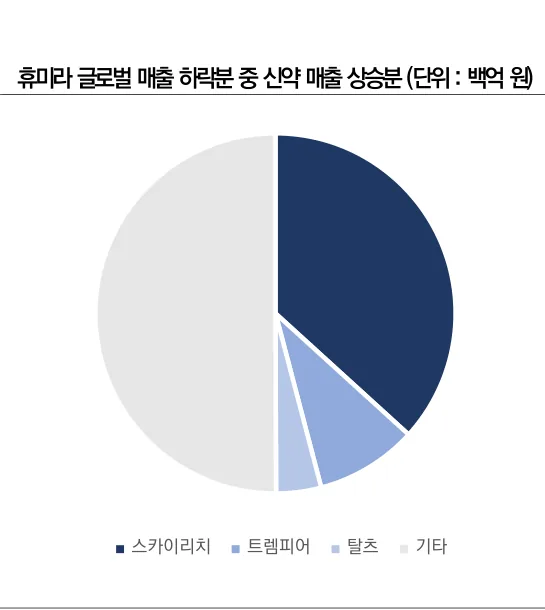 휴미라 글로벌 매출 하락분 중 신약 매출 상승분 (단위 : 백억 원)
스카이리치 트렘피어 탈츠 기타